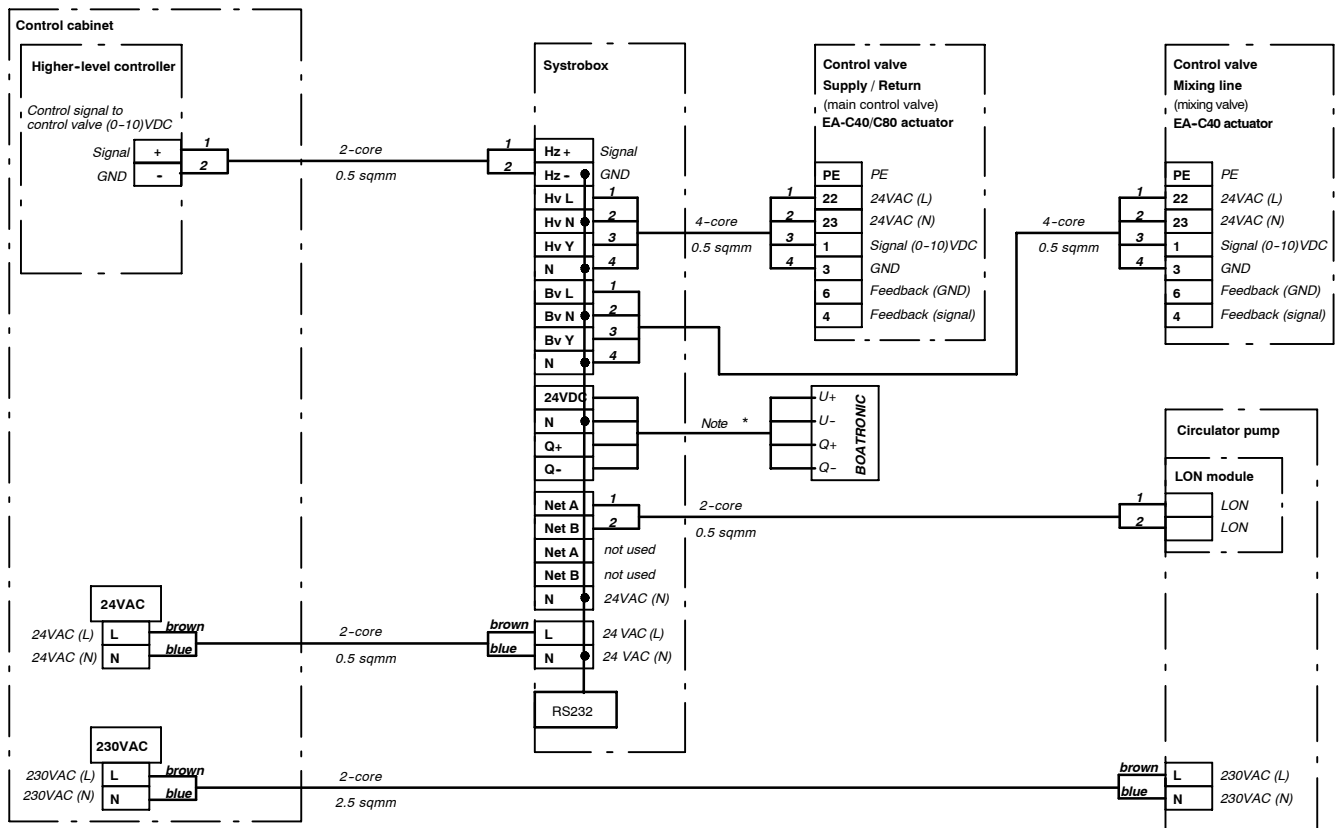 Control cabinet
Higher-level controller
Control signal to
control valve (0-10)VDC
Signal + 1
GND - 2
2-core
0.5 sqmm
Systrobox
1 Hz + Signal
2 Hz - GND
Hv L 1
Hv N 2
Hv Y 3
N 4
Bv L 1
Bv N 2
Bv Y 3
N 4
24VDC
N
Q+
Q-
Net A 1
Net B 2
Net A not used
Net B not used
N 24VAC (N)
brown L 24 VAC (L)
blue N 24 VAC (N)
RS232
4-core
0.5 sqmm
Control valve
Supply / Return
(main control valve)
EA-C40/C80 actuator
PE PE
1 22 24VAC (L)
2 23 24VAC (N)
3 1 Signal (0-10)VDC
4 3 GND
6 Feedback (GND)
4 Feedback (signal)
4-core
0.5 sqmm
Control valve
Mixing line
(mixing valve)
EA-C40 actuator
PE PE
1 22 24VAC (L)
2 23 24VAC (N)
3 1 Signal (0-10)VDC
4 3 GND
6 Feedback (GND)
4 Feedback (signal)
Note *
U+
U-
Q+
Q-
BOATRONIC
2-core
0.5 sqmm
Circulator pump
LON module
1 LON
2 LON
24VAC
24VAC (L) L brown
24VAC (N) N blue
2-core
0.5 sqmm
230VAC
230VAC (L) L brown
230VAC (N) N blue
2-core
2.5 sqmm
brown L 230VAC (L)
blue N 230VAC (N)